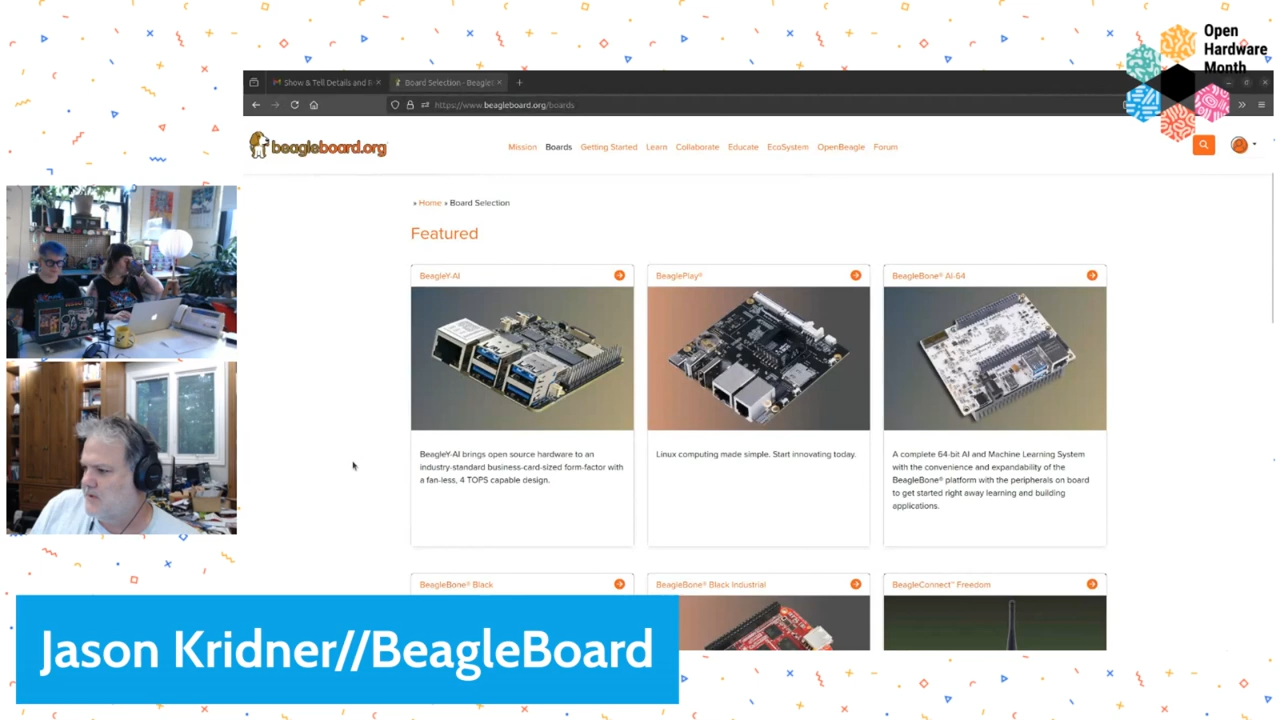 Open
Hardware
Month
Show & Tell Details and
Board Selection - Beagle
https://www.beagleboard.org/boards
beagleboard.org
Mission Boards Getting Started Learn Collaborate Educate EcoSystem OpenBeagle Forum
» Home » Board Selection
Featured
BeagleY-AI
BeaglePlay®
BeagleBone® AI-64
BeagleY-AI brings open source hardware to an
industry-standard business-card-sized form-factor with
a fan-less, 4 TOPS capable design.
Linux computing made simple. Start innovating today.
A complete 64-bit AI and Machine Learning System
with the convenience and expandability of the
BeagleBone® platform with the peripherals on board
to get started right away learning and building
applications.
BeagleBone® Black
BeagleBone® Black Industrial
BeagleConnect™ Freedom
Jason Kridner//BeagleBoard